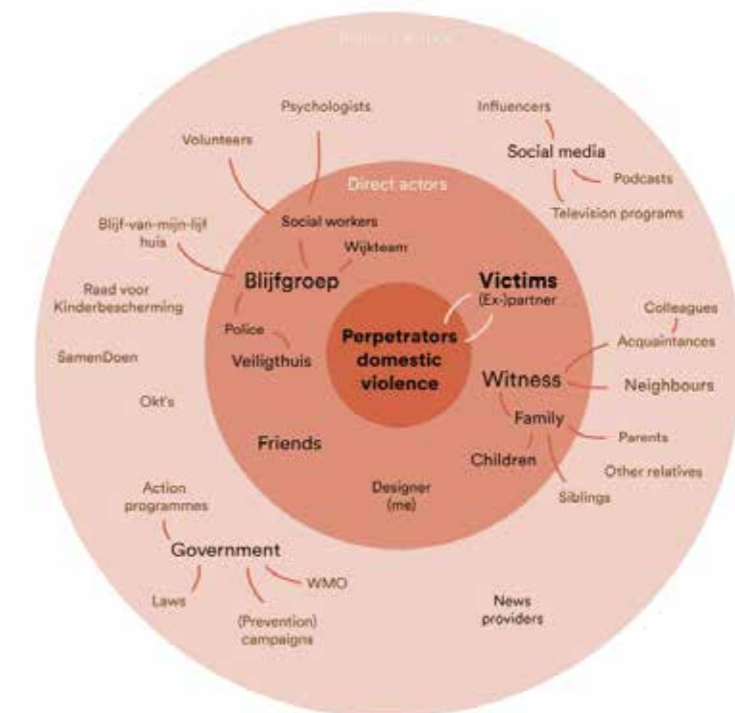 Psychologists
Influencers
Volunteers
Social media
Podcasts
Direct actors
Television programs
Social workers
Blijf-van-mijn-lijf
huis
Wijkteam
Blijfgroep
Victims
(Ex-)partner
Raad voor
Kinderbescherming
Colleagues
Police
Perpetrators
domestic
violence
Acquaintances
SamenDoen
Veiligthuis
Witness
Neighbours
Okt's
Family
Friends
Parents
Children
Other relatives
Action
programmes
Designer
(me)
Siblings
Government
WMO
Laws
News
providers
(Prevention)
campaigns